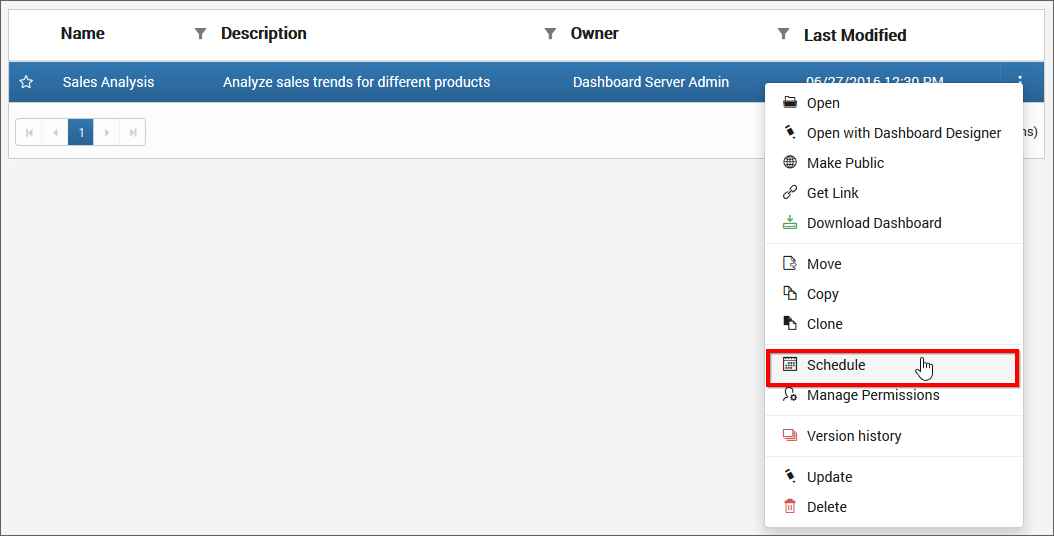 Name Description Owner Last Modified
Sales Analysis Analyze sales trends for different products Dashboard Server Admin 06/27/2016 12:30 PM
Open
1 Open with Dashboard Designer
Make Public
Get Link
Download Dashboard
Move
Copy
Clone
Schedule
Manage Permissions
Version history
Update
Delete